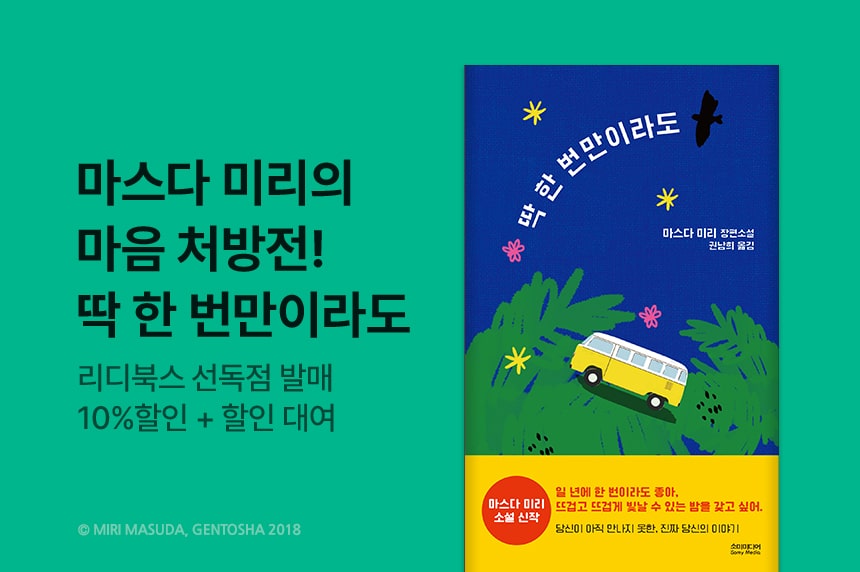 마스다 미리의
마음 처방전!
딱 한 번만이라도
리디북스 선독점 발매
10%할인 + 할인 대여
© MIRI MASUDA, GENTOSHA 2018
딱 한 번만이라도
마스다 미리 장편소설
권남희 옮김
마스다 미리
소설 신작
일 년에 한 번이라도 좋아,
뜨겁고 뜨겁게 빛날 수 있는 밤을 갖고 싶어.
당신이 아직 만나지 못한, 진짜 당신의 이야기
소미미디어
Somy Media